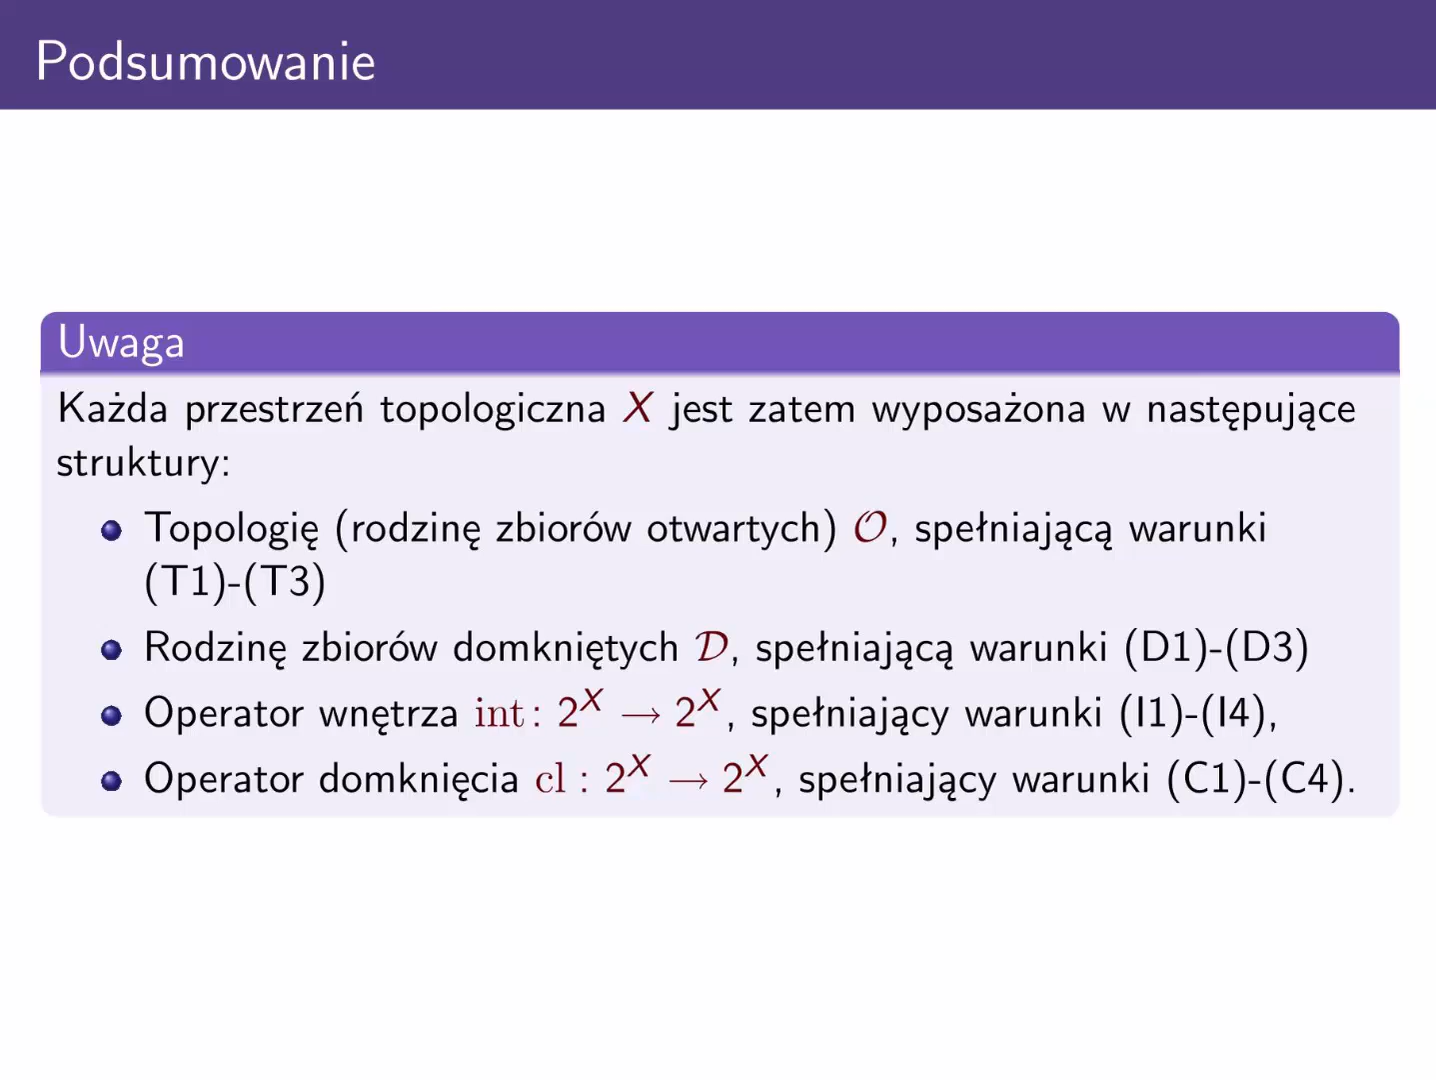 Podsumowanie
Uwaga
Każda przestrzeń topologiczna X jest zatem wyposażona w następujące
struktury:
Topologię (rodzinę zbiorów otwartych) 𝒪, spełniającą warunki
(T1)-(T3)
Rodzinę zbiorów domkniętych 𝒟, spełniającą warunki (D1)-(D3)
Operator wnętrza int : 2^X → 2^X, spełniający warunki (I1)-(I4),
Operator domknięcia cl : 2^X → 2^X, spełniający warunki (C1)-(C4).